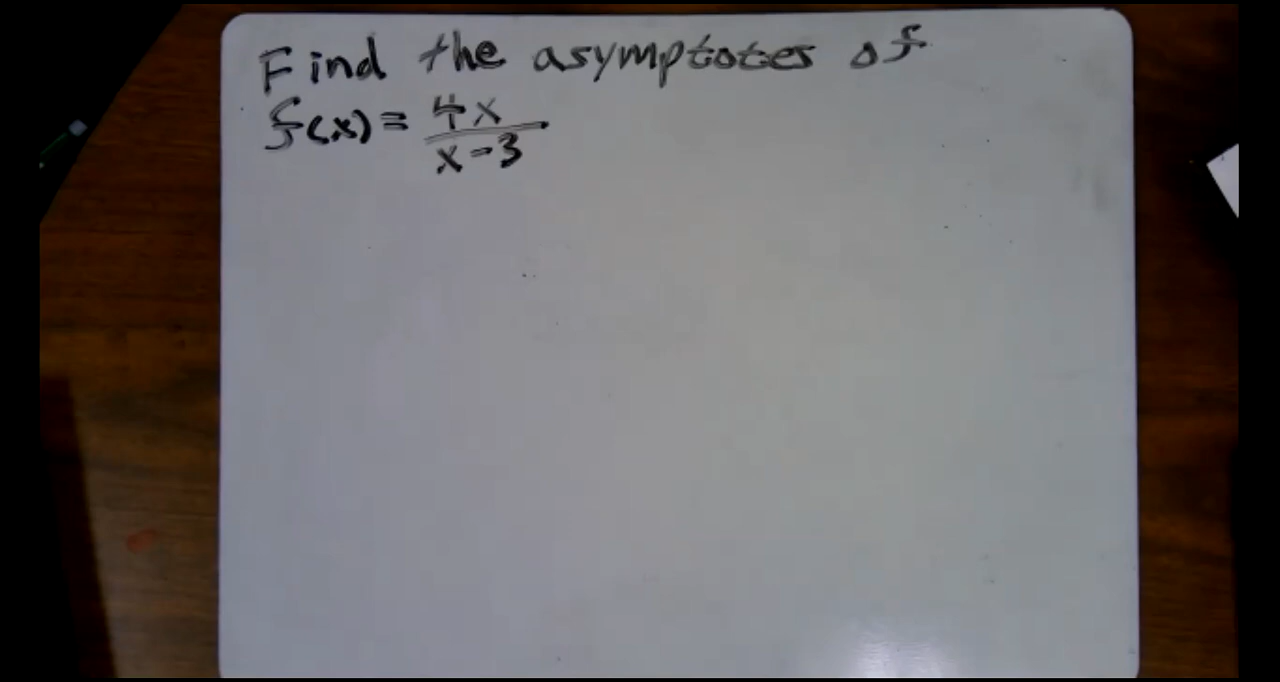 Find the asymptotes of
f(x) = 4x / x-3